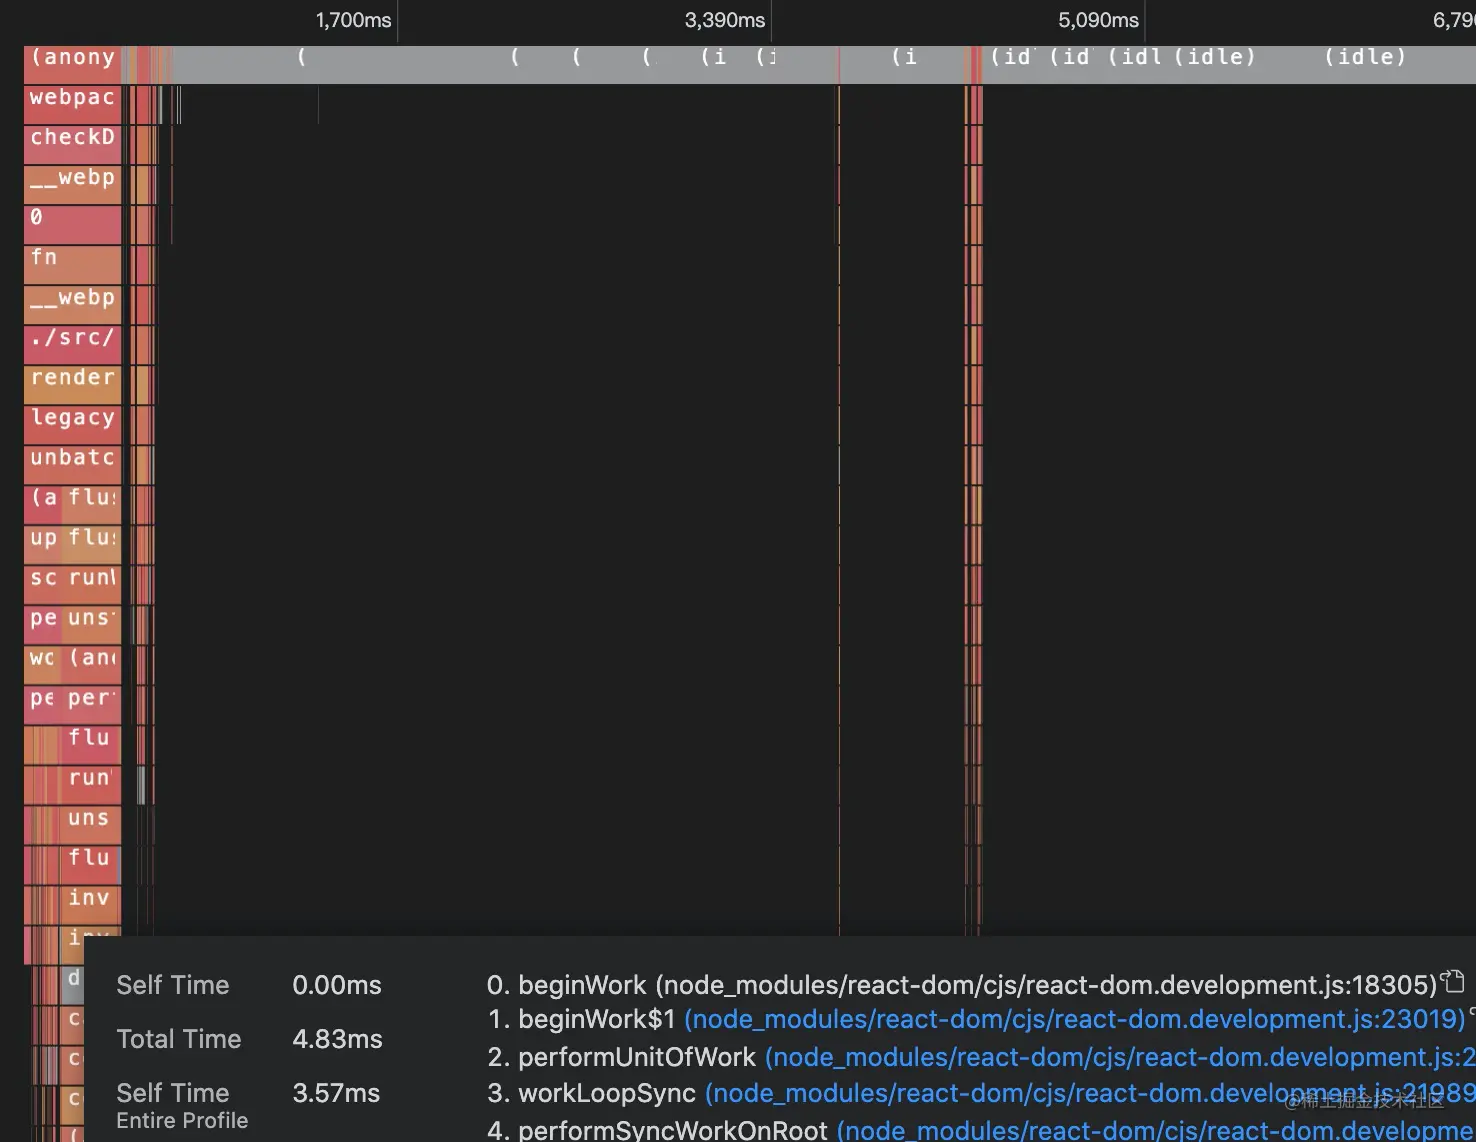 1,700ms 3,390ms 5,090ms 6,79
(anony ( ( ( ( (i (i (i (id (id (idl (idle) (idle)
webpac
checkD
__webp
0
fn
__webp
./src/
render
legacy
unbatc
(a flus
up flus
sc run
pe uns
wo (an
pe per
flu
run
uns
flu
inv
in
d
c
c
c
(
Self Time 0.00ms
Total Time 4.83ms
Self Time 3.57ms
Entire Profile
0. beginWork (node_modules/react-dom/cjs/react-dom.development.js:18305)
1. beginWork$1 (node_modules/react-dom/cjs/react-dom.development.js:23019)
2. performUnitOfWork (node_modules/react-dom/cjs/react-dom.development.js:2
3. workLoopSync (node_modules/react-dom/cjs/react-dom.development.js:21989
4. performSyncWorkOnRoot (node_modules/react-dom/cjs/react-dom.developme
@稀土掘金技术社区